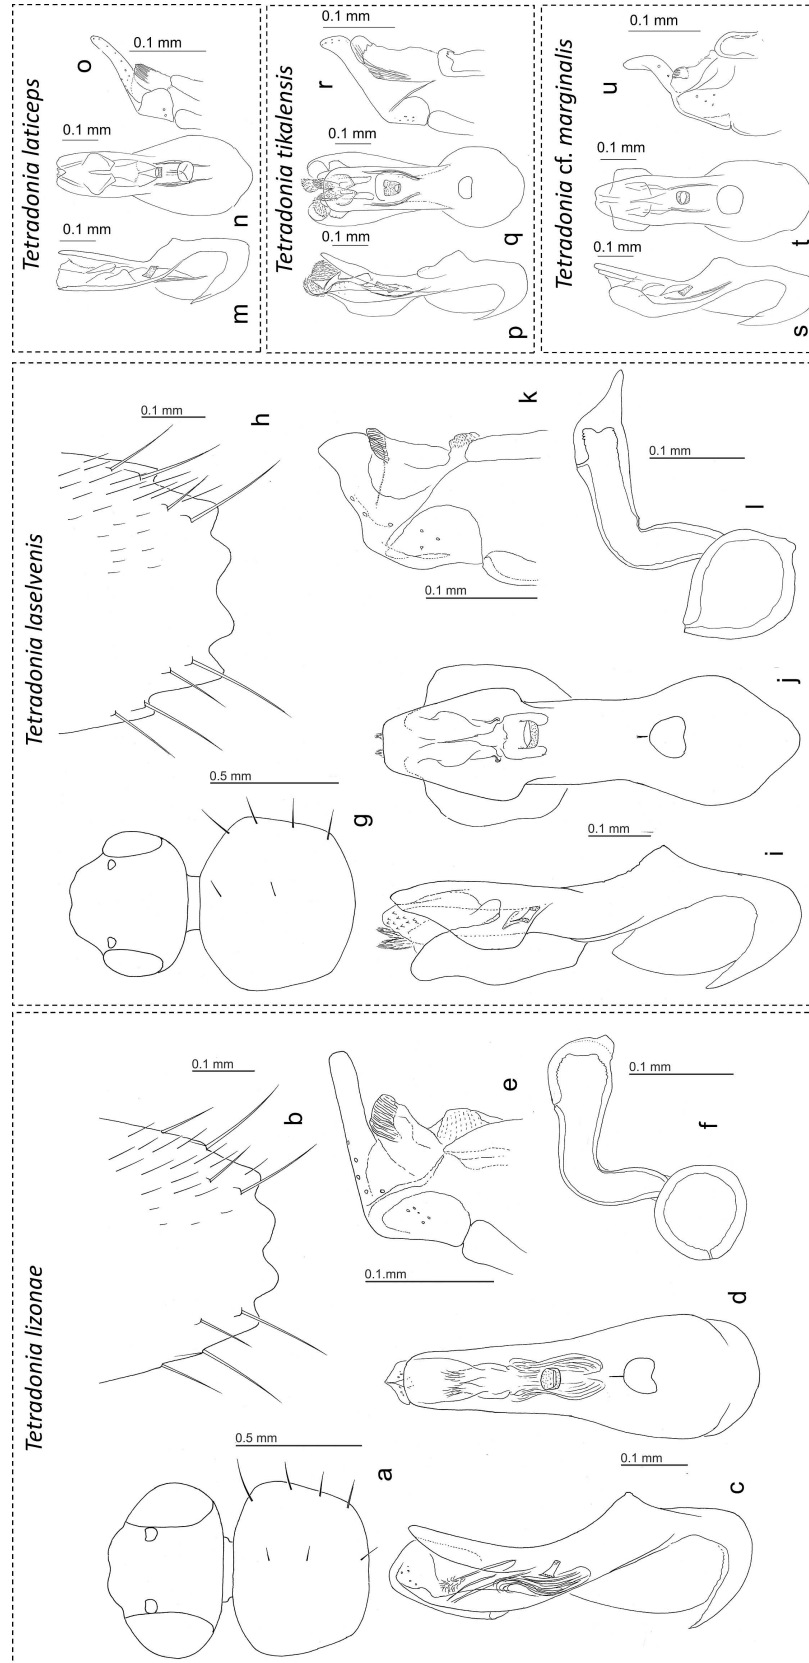 Tetradonia lizonae
0.5 mm
a
0.1 mm
b
0.1 mm
c
d
0.1.mm
e
0.1 mm
f
Tetradonia laselvenis
0.5 mm
g
0.1 mm
h
0.1 mm
i
j
0.1 mm
k
0.1 mm
l
Tetradonia laticeps
0.1 mm
m
0.1 mm
n
0.1 mm
o
Tetradonia tikalensis
0.1 mm
p
0.1 mm
q
0.1 mm
r
Tetradonia cf. marginalis
0.1 mm
s
0.1 mm
t
0.1 mm
u